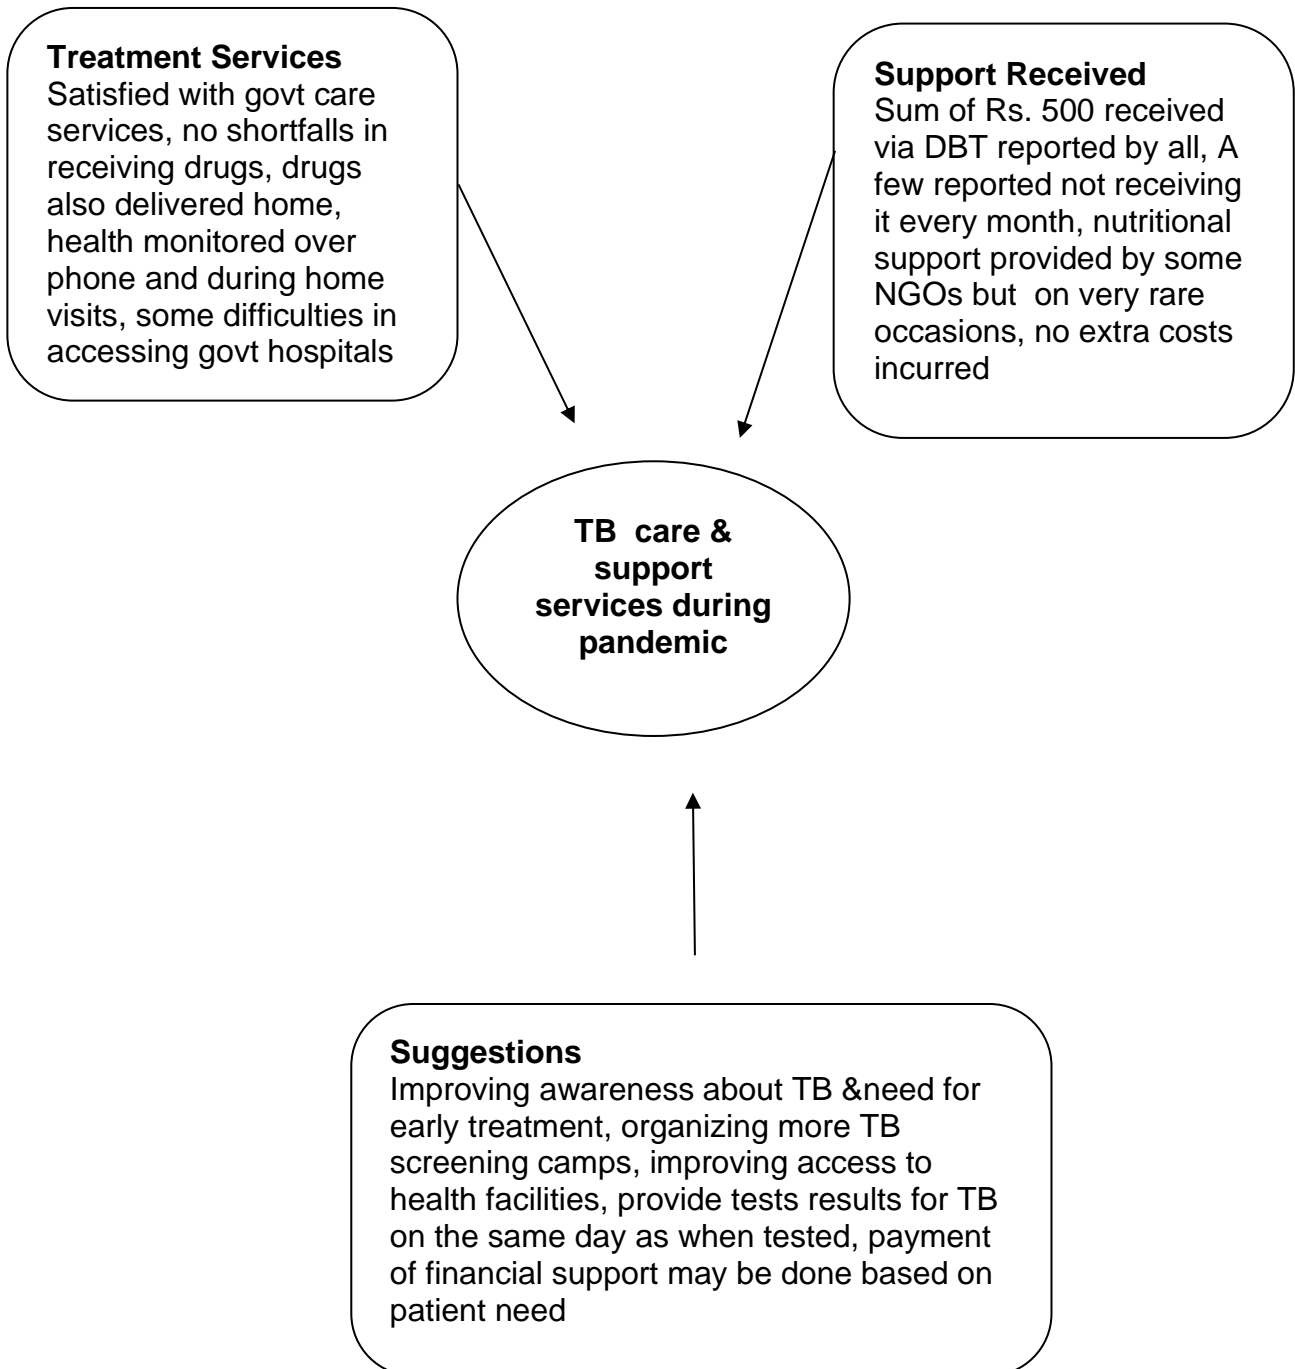 Treatment Services
Satisfied with govt care
services, no shortfalls in
receiving drugs, drugs
also delivered home,
health monitored over
phone and during home
visits, some difficulties in
accessing govt hospitals
Support Received
Sum of Rs. 500 received
via DBT reported by all, A
few reported not receiving
it every month, nutritional
support provided by some
NGOs but on very rare
occasions, no extra costs
incurred
TB care &
support
services during
pandemic
Suggestions
Improving awareness about TB &need for
early treatment, organizing more TB
screening camps, improving access to
health facilities, provide tests results for TB
on the same day as when tested, payment
of financial support may be done based on
patient need